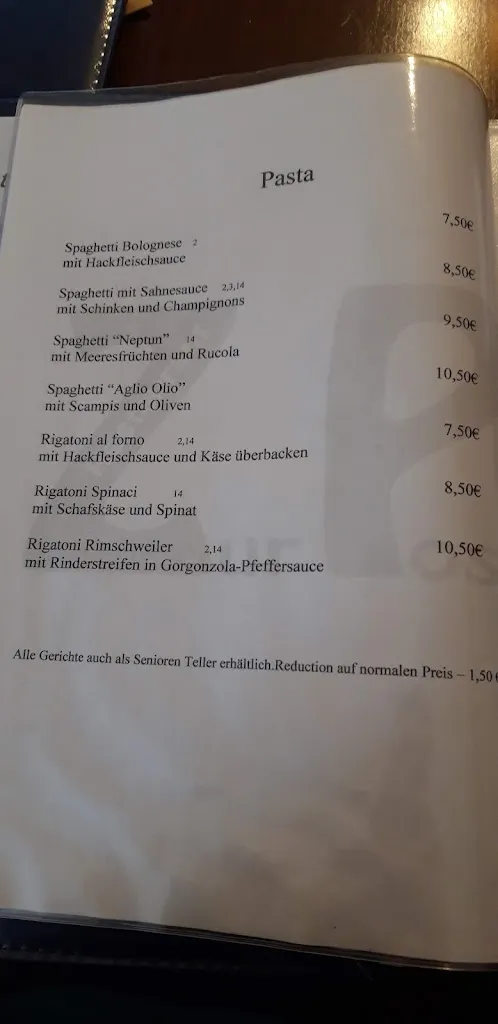 Pasta
Spaghetti Bolognese 2 7,50€
mit Hackfleischsauce
Spaghetti mit Sahnesauce 2,3,14 8,50€
mit Schinken und Champignons
Spaghetti “Neptun” 14 9,50€
mit Meeresfrüchten und Rucola
Spaghetti “Aglio Olio” 10,50€
mit Scampis und Oliven
Rigatoni al forno 2,14 7,50€
mit Hackfleischsauce und Käse überbacken
Rigatoni Spinaci 14 8,50€
mit Schafskäse und Spinat
Rigatoni Rimschweiler 2,14 10,50€
mit Rinderstreifen in Gorgonzola-Pfeffersauce
Alle Gerichte auch als Senioren Teller erhältlich.Reduction auf normalen Preis – 1,50€